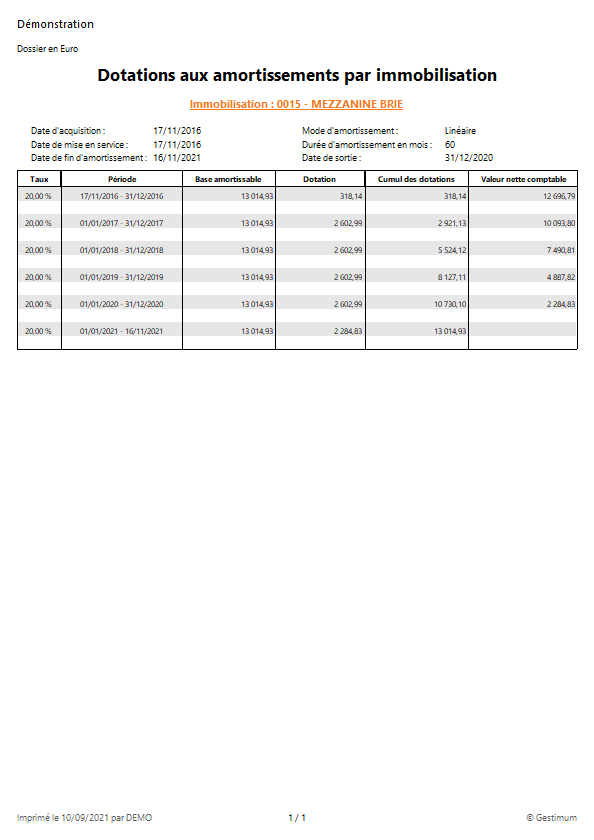 Démonstration
Dossier en Euro
Dotations aux amortissements par immobilisation
Immobilisation : 0015 - MEZZANINE BRIE
Date d'acquisition : 17/11/2016 Mode d'amortissement : Linéaire
Date de mise en service : 17/11/2016 Durée d'amortissement en mois : 60
Date de fin d'amortissement : 16/11/2021 Date de sortie : 31/12/2020
Taux Période Base amortissable Dotation Cumul des dotations Valeur nette comptable
20,00 % 17/11/2016 - 31/12/2016 13 014,93 318,14 318,14 12 696,79
20,00 % 01/01/2017 - 31/12/2017 13 014,93 2 602,99 2 921,13 10 093,80
20,00 % 01/01/2018 - 31/12/2018 13 014,93 2 602,99 5 524,12 7 490,81
20,00 % 01/01/2019 - 31/12/2019 13 014,93 2 602,99 8 127,11 4 887,82
20,00 % 01/01/2020 - 31/12/2020 13 014,93 2 602,99 10 730,10 2 284,83
20,00 % 01/01/2021 - 16/11/2021 13 014,93 2 284,83 13 014,93
Imprimé le 10/09/2021 par DEMO 1 / 1 © Gestimum